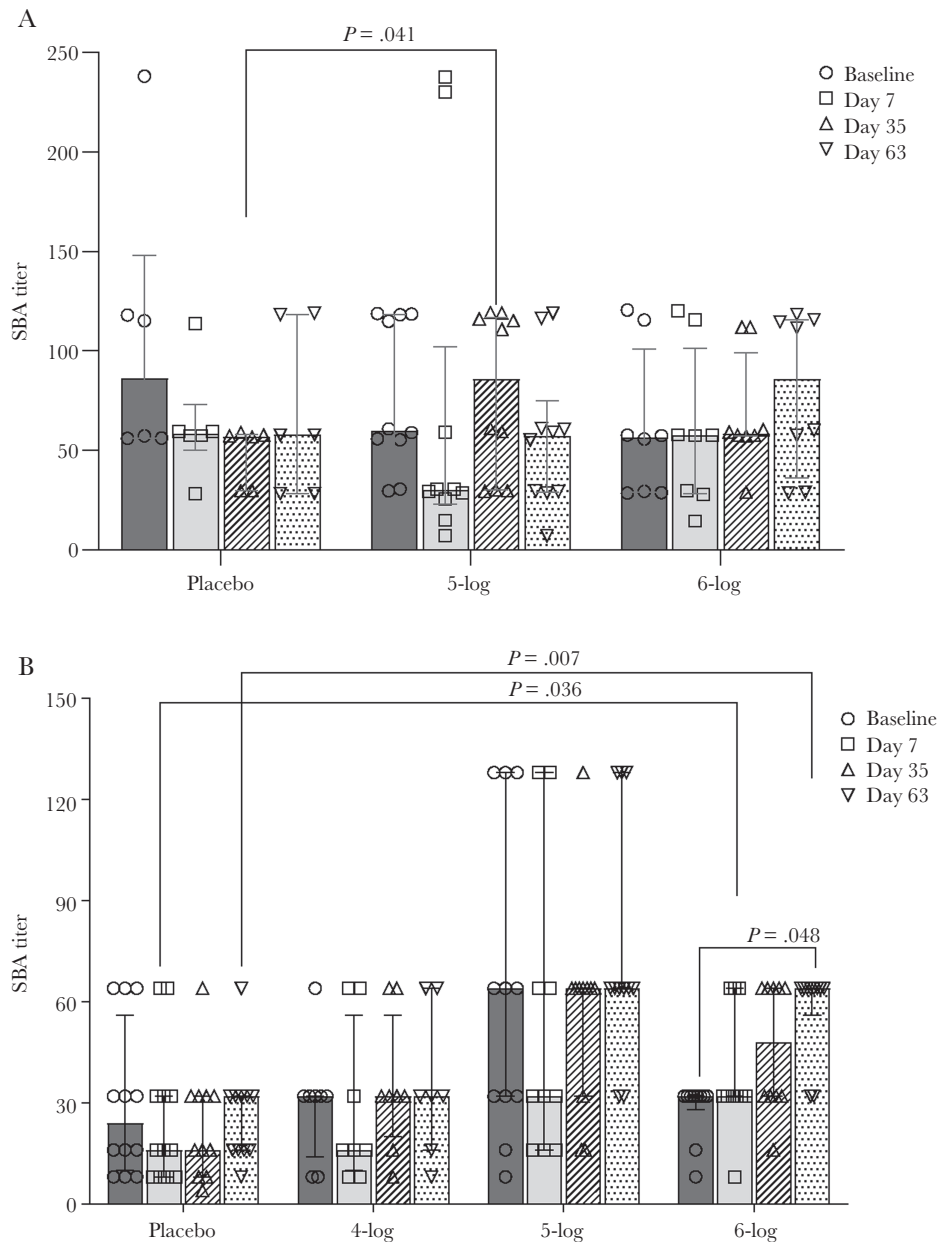 A
P = .041
250
200
150
100
50
0
SBA titer
Baseline
Day 7
Day 35
Day 63
Placebo
5-log
6-log
B
P = .007
P = .036
P = .048
150
120
90
60
30
0
SBA titer
Baseline
Day 7
Day 35
Day 63
Placebo
4-log
5-log
6-log